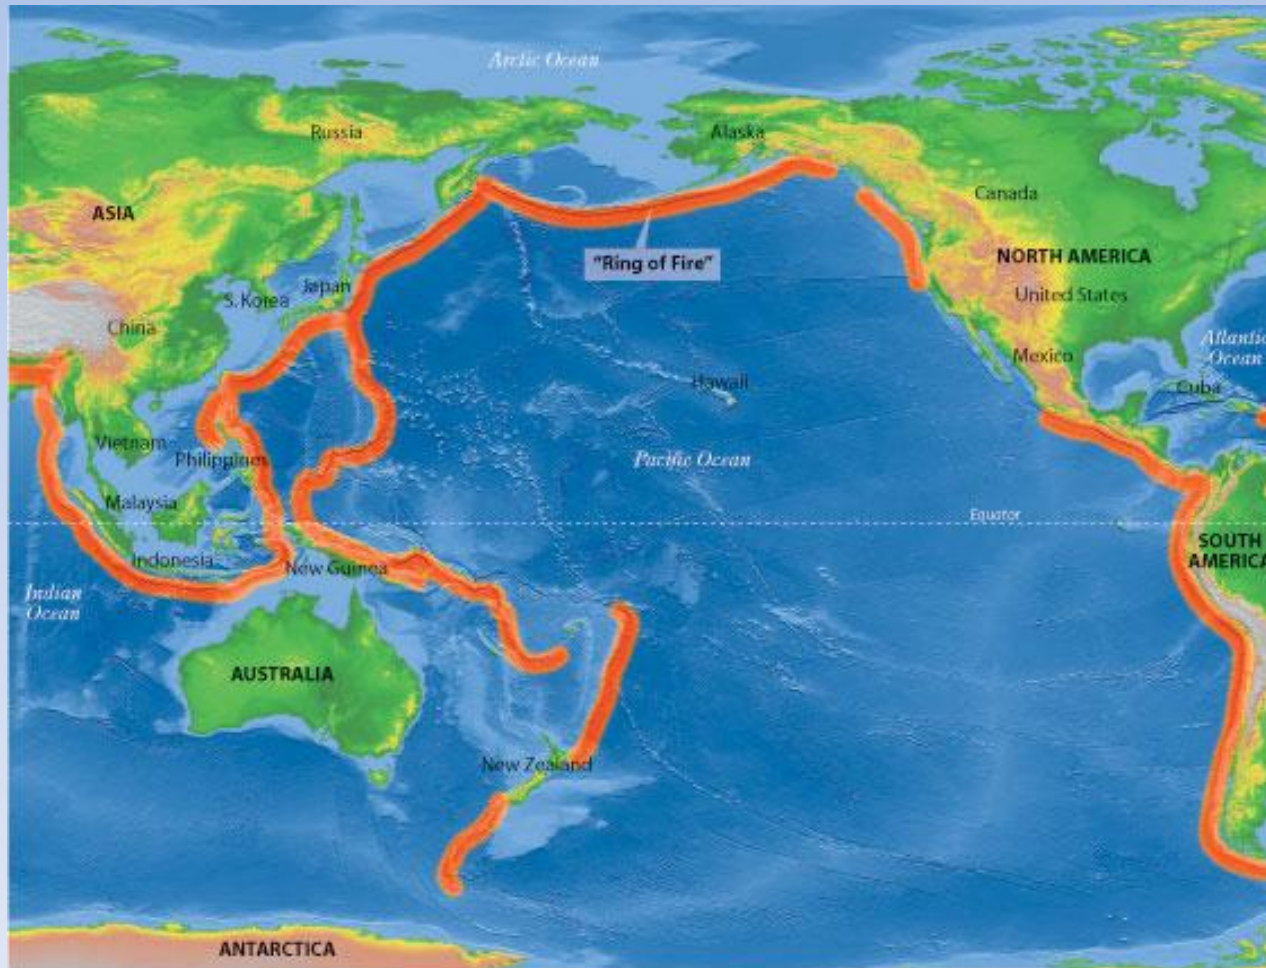 Arctic Ocean
Russia
Alaska
Canada
ASIA
"Ring of Fire"
NORTH AMERICA
Japan
S. Korea
United States
China
Atlantic
Ocean
Mexico
Hawaii
Cuba
Vietnam
Philippines
Pacific Ocean
Malaysia
Equator
SOUTH
AMERICA
Indonesia
New Guinea
Indian
Ocean
AUSTRALIA
New Zealand
ANTARCTICA